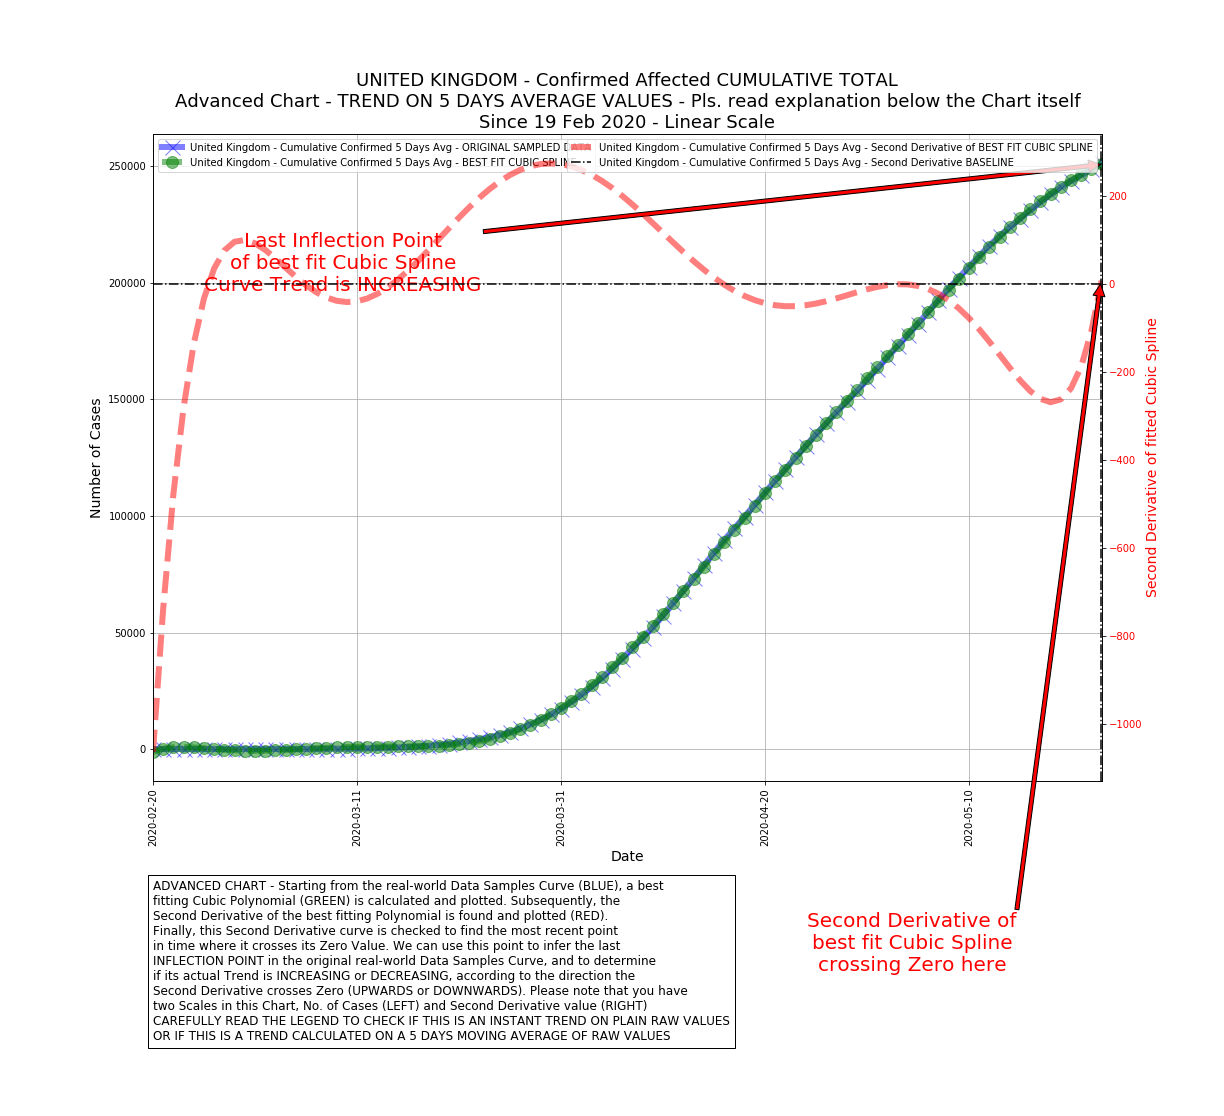 UNITED KINGDOM - Confirmed Affected CUMULATIVE TOTAL
Advanced Chart - TREND ON 5 DAYS AVERAGE VALUES - Pls. read explanation below the Chart itself
Since 19 Feb 2020 - Linear Scale
United Kingdom - Cumulative Confirmed 5 Days Avg - ORIGINAL SAMPLED DATA
United Kingdom - Cumulative Confirmed 5 Days Avg - BEST FIT CUBIC SPLINE
United Kingdom - Cumulative Confirmed 5 Days Avg - Second Derivative of BEST FIT CUBIC SPLINE
United Kingdom - Cumulative Confirmed 5 Days Avg - Second Derivative BASELINE
Last Inflection Point
of best fit Cubic Spline
Curve Trend is INCREASING
Number of Cases
250000
200000
150000
100000
50000
0
200
0
−200
−400
−600
−800
−1000
Second Derivative of fitted Cubic Spline
2020-02-20
2020-03-11
2020-03-31
2020-04-20
2020-05-10
Date
Second Derivative of
best fit Cubic Spline
crossing Zero here
ADVANCED CHART - Starting from the real-world Data Samples Curve (BLUE), a best
fitting Cubic Polynomial (GREEN) is calculated and plotted. Subsequently, the
Second Derivative of the best fitting Polynomial is found and plotted (RED).
Finally, this Second Derivative curve is checked to find the most recent point
in time where it crosses its Zero Value. We can use this point to infer the last
INFLECTION POINT in the original real-world Data Samples Curve, and to determine
if its actual Trend is INCREASING or DECREASING, according to the direction the
Second Derivative crosses Zero (UPWARDS or DOWNWARDS). Please note that you have
two Scales in this Chart, No. of Cases (LEFT) and Second Derivative value (RIGHT)
CAREFULLY READ THE LEGEND TO CHECK IF THIS IS AN INSTANT TREND ON PLAIN RAW VALUES
OR IF THIS IS A TREND CALCULATED ON A 5 DAYS MOVING AVERAGE OF RAW VALUES